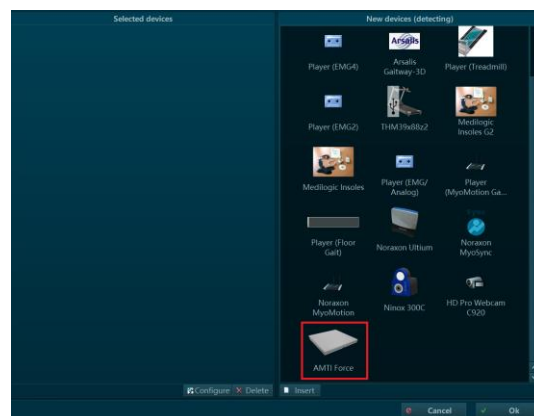 Selected devices
New devices (detecting)
Player (EMG4)
Arsalis
Arsalis
Gaitway-3D
Player (Treadmill)
Player (EMG2)
THM39x88z2
Medilogic
Insoles G2
Medilogic Insoles
Player (EMG/
Analog)
Player
(MyoMotion Ga...
Player (Floor
Gait)
Noraxon Ultium
Noraxon
MyoSync
Noraxon
MyoMotion
Ninox 300C
HD Pro Webcam
C920
AMTI Force
Configure
Delete
Insert
Cancel
Ok